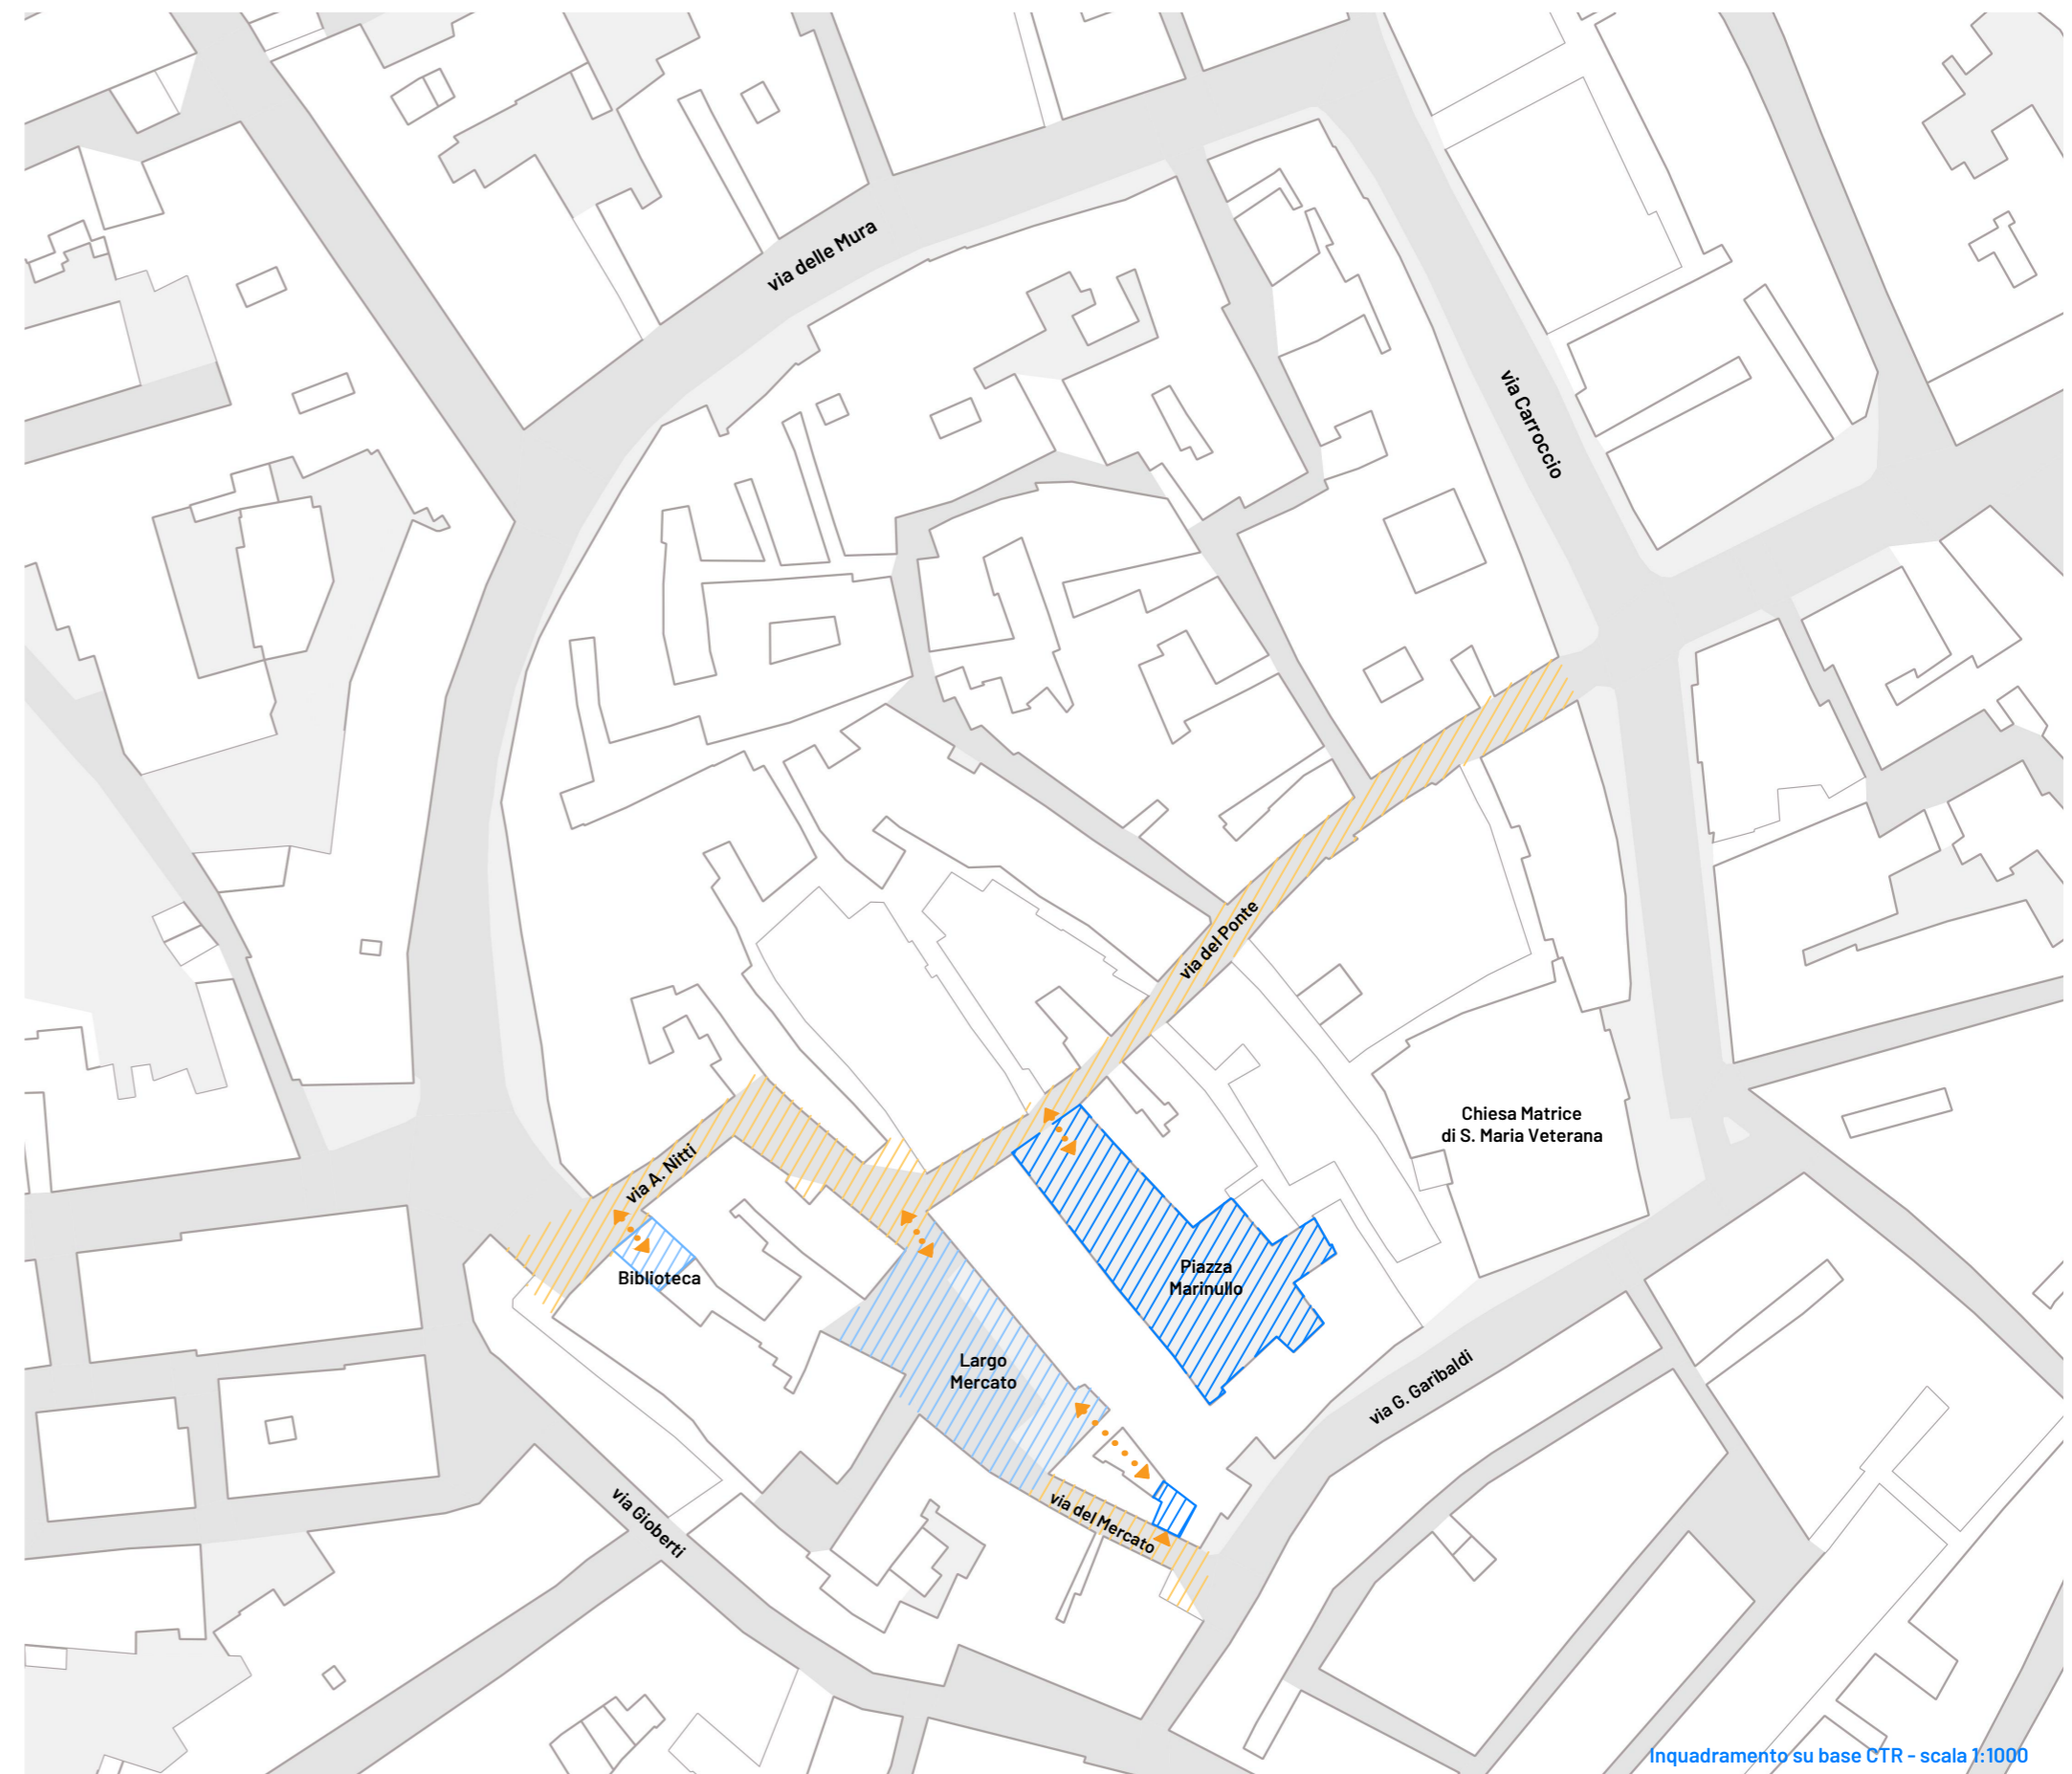 via delle Mura
via Carroccio
via del Ponte
Chiesa Matrice
di S. Maria Veterana
via A. Nitti
Biblioteca
Piazza
Marinullo
Largo
Mercato
via G. Garibaldi
via del Mercato
via Gioberti
Inquadramento su base CTR - scala 1:1000